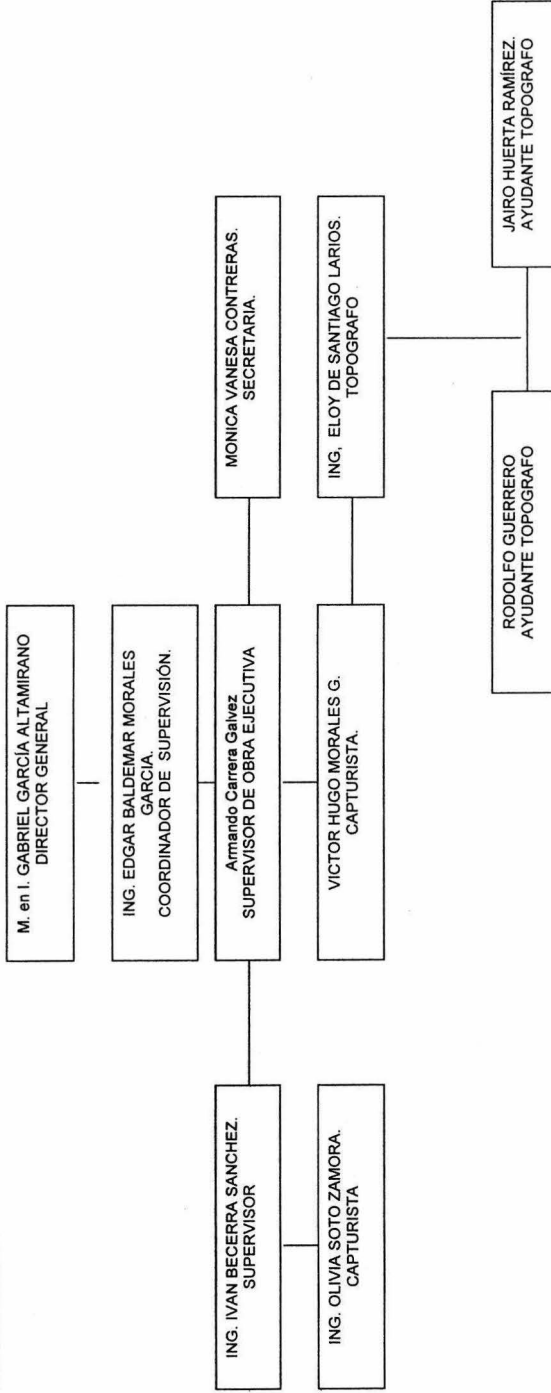 M. en I. GABRIEL GARCÍA ALTAMIRANO
DIRECTOR GENERAL
ING. EDGAR BALDEMAR MORALES
GARCIA.
COORDINADOR DE SUPERVISIÓN.
ING. IVAN BECERRA SANCHEZ.
SUPERVISOR
Armando Carrera Galvez
SUPERVISOR DE OBRA EJECUTIVA
MONICA VANESA CONTRERAS.
SECRETARIA.
ING. OLIVIA SOTO ZAMORA.
CAPTURISTA
VICTOR HUGO MORALES G.
CAPTURISTA.
ING, ELOY DE SANTIAGO LARIOS.
TOPOGRAFO
RODOLFO GUERRERO
AYUDANTE TOPOGRAFO
JAIRO HUERTA RAMÍREZ.
AYUDANTE TOPOGRAFO